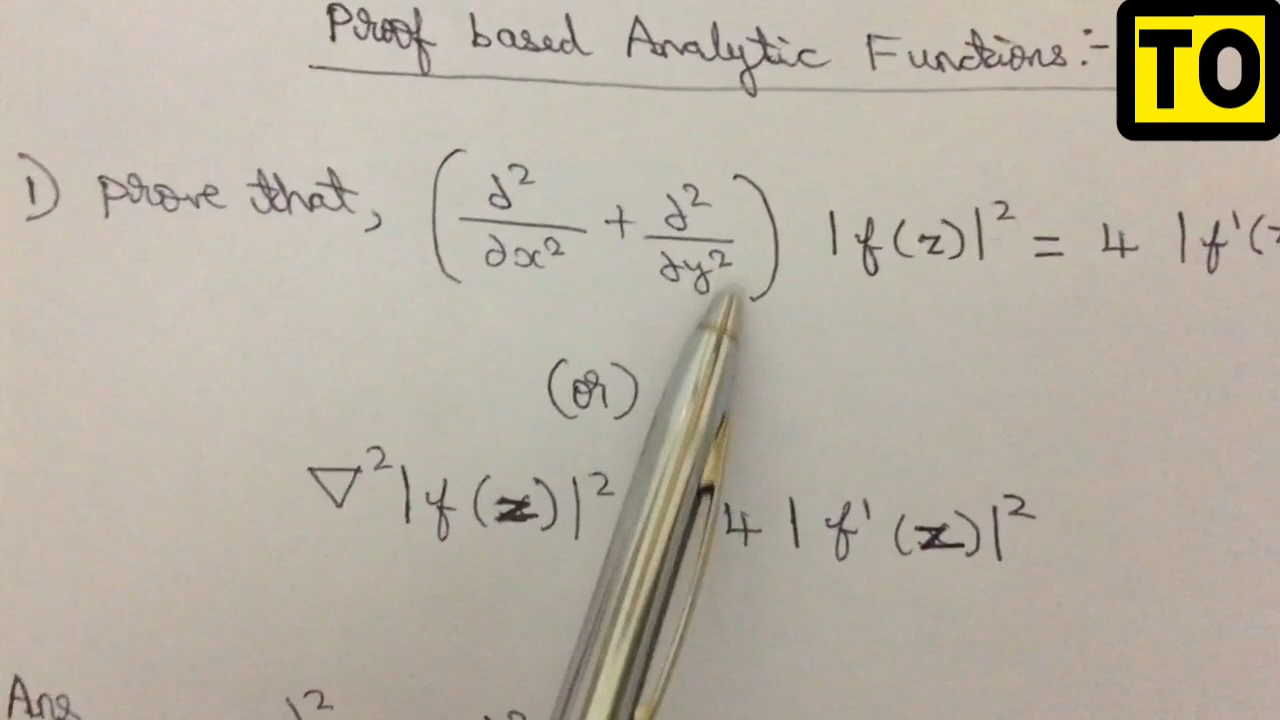 Proof based Analytic Functions:-
TO
1) prove that, (∂²/∂x² + ∂²/∂y²) |f(z)|² = 4 |f'(
(or)
∇²|f(z)|² 4 |f'(z)|²
Ans